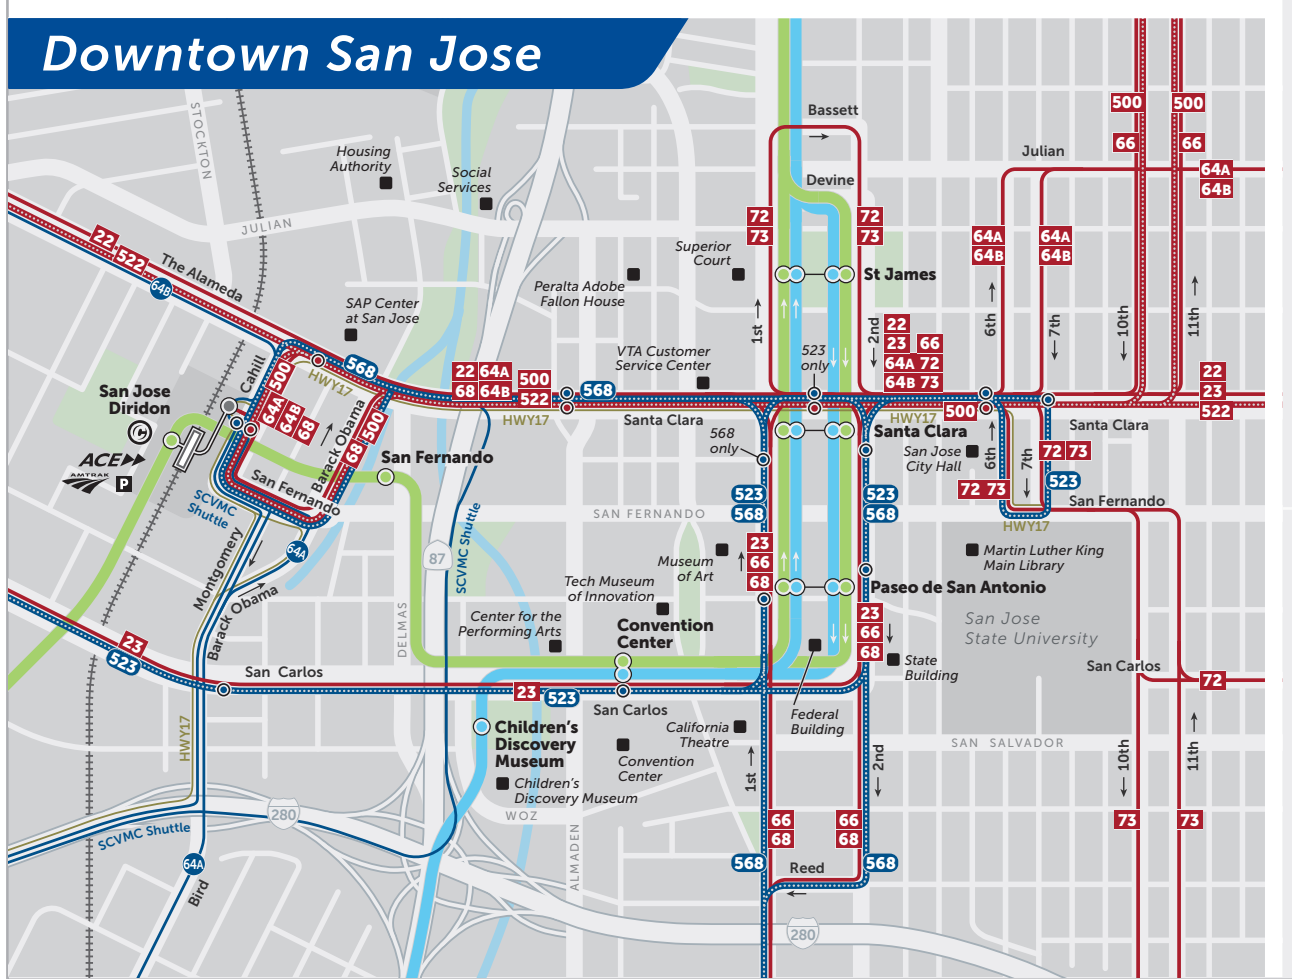 Downtown San Jose
Bassett
500
500
STOCKTON
Housing
Authority
66
66
Julian
Social
Services
64A
64B
Devine
72
73
72
73
JULIAN
64A
64B
64A
64B
22
522
The Alameda
64B
Superior
Court
St James
Peralta Adobe
Fallon House
SAP Center
at San Jose
1st
2nd
6th
7th
10th
11th
22
23
66
64A
72
64B
73
523
only
VTA Customer
Service Center
568
HWY17
Cahill
500
22
64A
68
64B
500
522
568
22
23
522
San Jose
Diridon
C
ACE
AMTRAK
P
64A
64B
68
Barack Obama
500
68
HWY17
Santa Clara
HWY17
500
Santa Clara
568
only
Santa Clara
San Jose
City Hall
6th
7th
72 73
523
San Fernando
San Fernando
SCVMC
Shuttle
72 73
San Fernando
HWY17
523
568
523
568
SAN FERNANDO
SCVMC Shuttle
Montgomery
64A
87
23
66
68
Museum
of Art
Martin Luther King
Main Library
Tech Museum
of Innovation
Paseo de San Antonio
Barack Obama
DELMAS
Center for the
Performing Arts
Convention
Center
23
66
68
San Jose
State University
23
523
State
Building
San Carlos
72
San Carlos
23
523
San Carlos
HWY17
Children's
Discovery
Museum
California
Theatre
Federal
Building
Convention
Center
SAN SALVADOR
1st
2nd
10th
11th
Children's
Discovery Museum
280
WOZ
SCVMC Shuttle
66
68
66
68
73
73
ALMADEN
64A
Bird
568
Reed
568
280